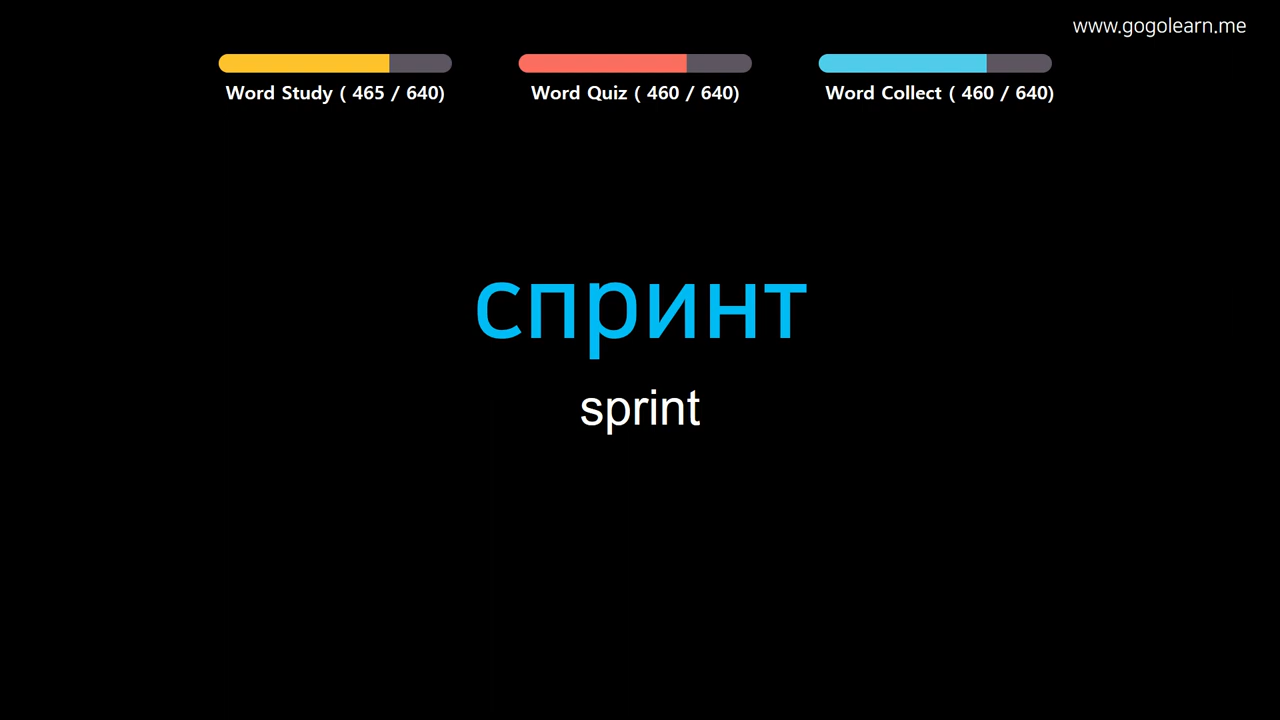 www.gogolearn.me
Word Study ( 465 / 640)
Word Quiz ( 460 / 640)
Word Collect ( 460 / 640)
спринт
sprint